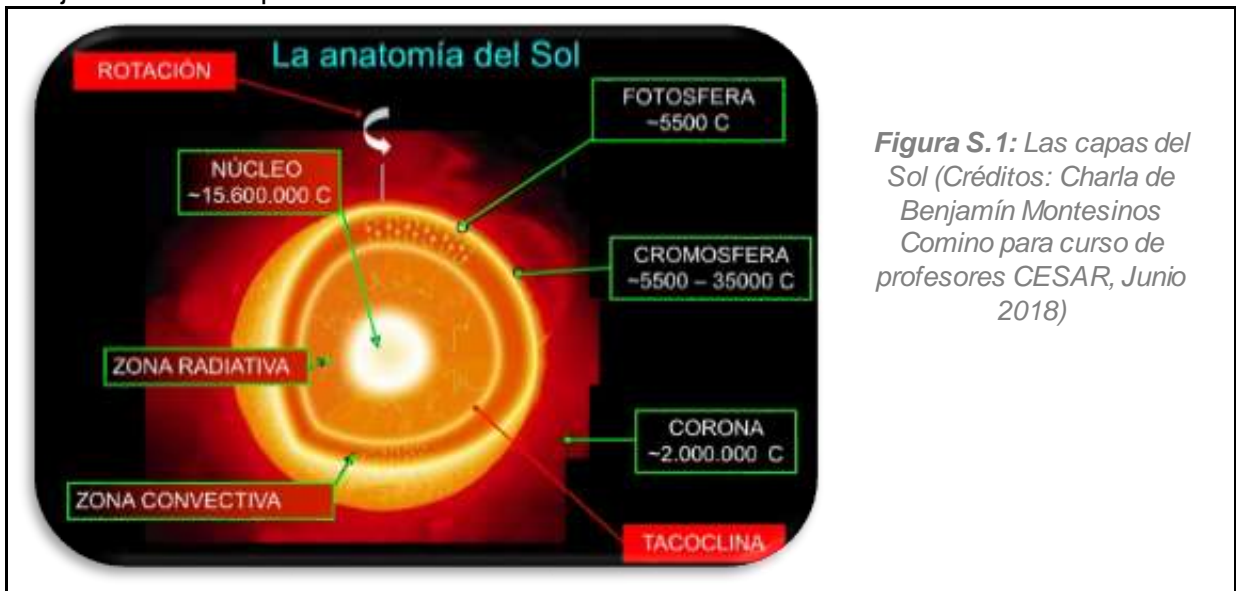 La anatomía del Sol
ROTACIÓN
FOTOSFERA
~5500 C
NÚCLEO
~15.600.000 C
CROMOSFERA
~5500 – 35000 C
ZONA RADIATIVA
CORONA
~2.000.000 C
ZONA CONVECTIVA
TACOCLINA
Figura S.1: Las capas del
Sol (Créditos: Charla de
Benjamín Montesinos
Comino para curso de
profesores CESAR, Junio
2018)